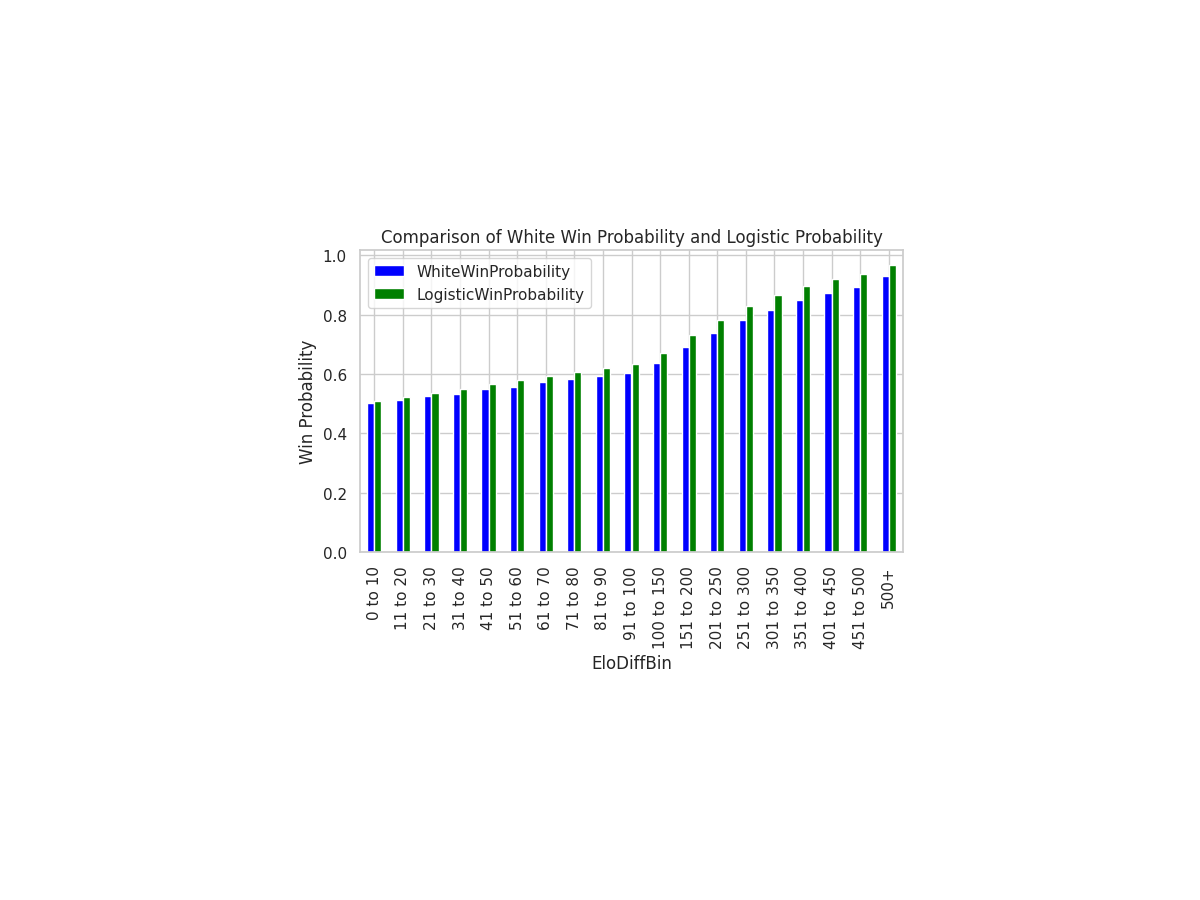 Comparison of White Win Probability and Logistic Probability
WhiteWinProbability
LogisticWinProbability
Win Probability
1.0
0.8
0.6
0.4
0.2
0.0
0 to 10
11 to 20
21 to 30
31 to 40
41 to 50
51 to 60
61 to 70
71 to 80
81 to 90
91 to 100
100 to 150
151 to 200
201 to 250
251 to 300
301 to 350
351 to 400
401 to 450
451 to 500
500+
EloDiffBin